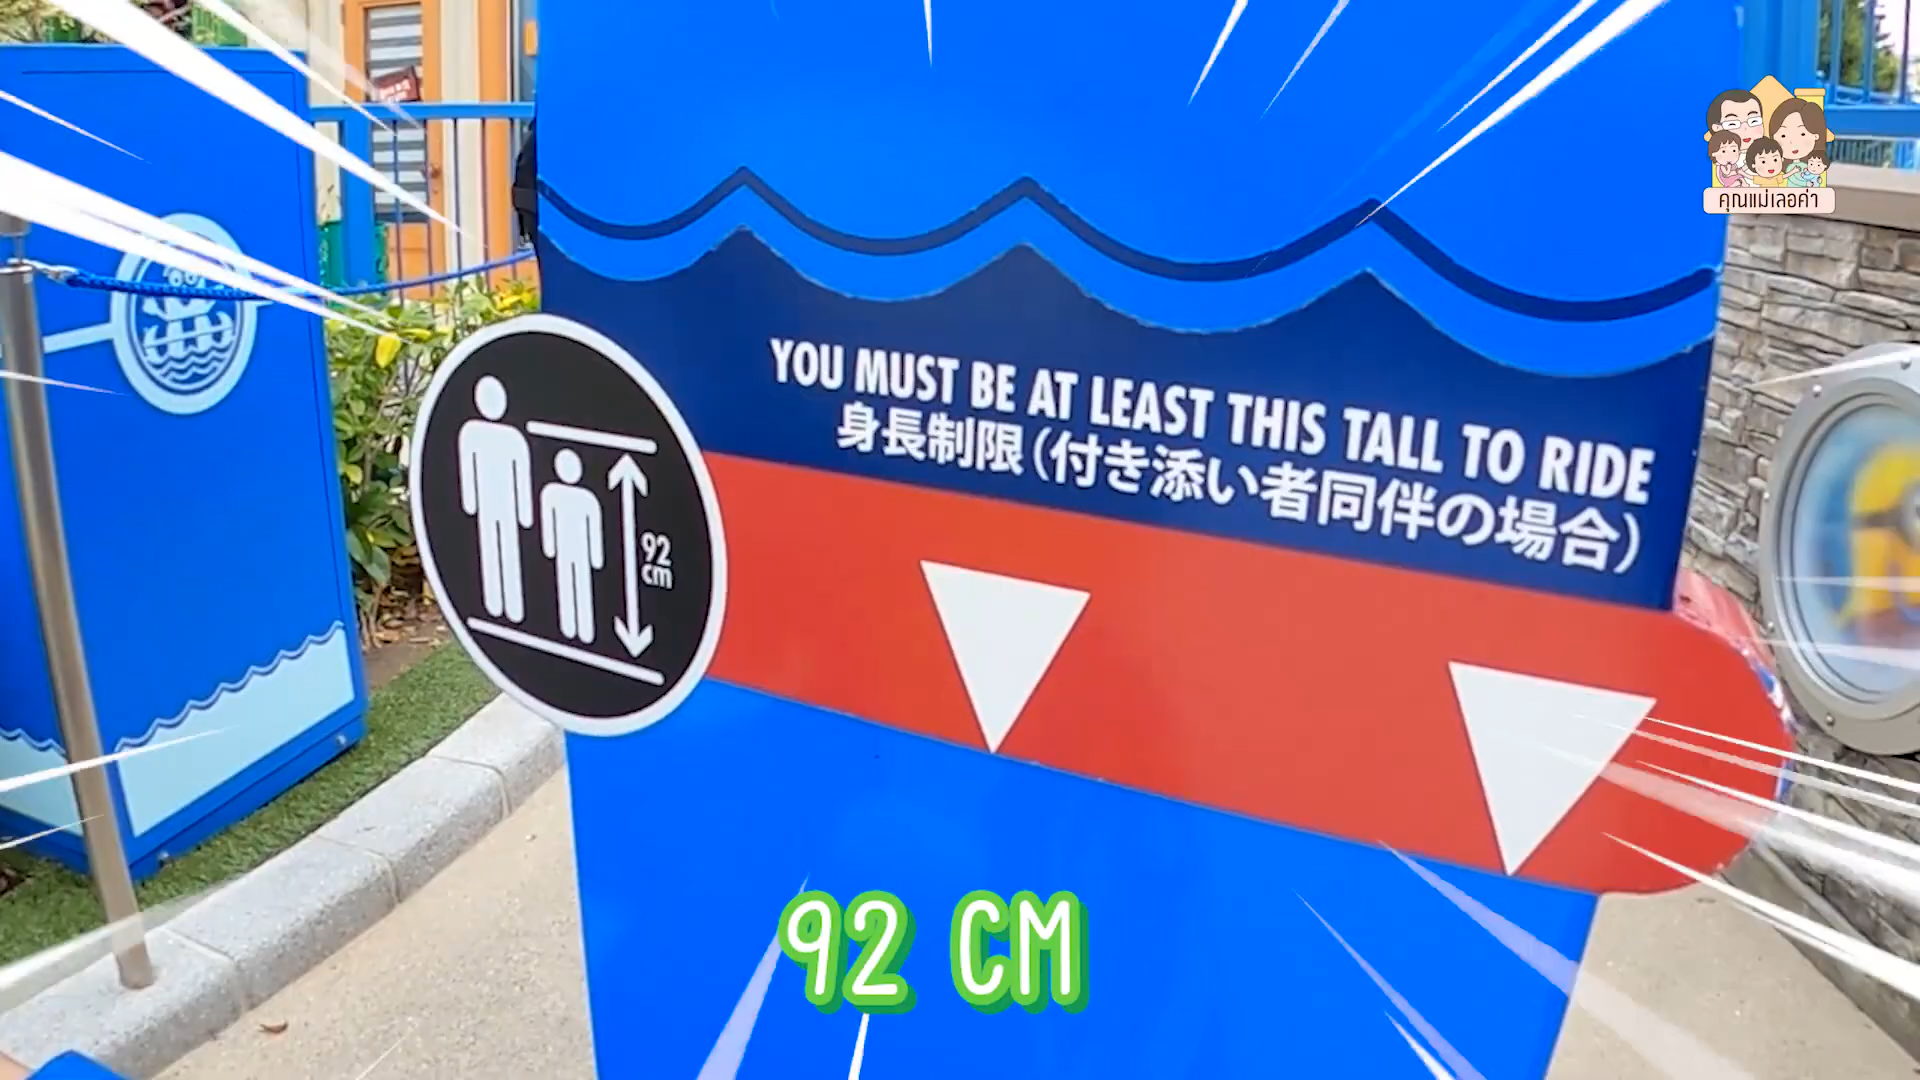 คุณแม่เลอค่า
YOU MUST BE AT LEAST THIS TALL TO RIDE
身長制限(付き添い者同伴の場合)
92
cm
92 CM